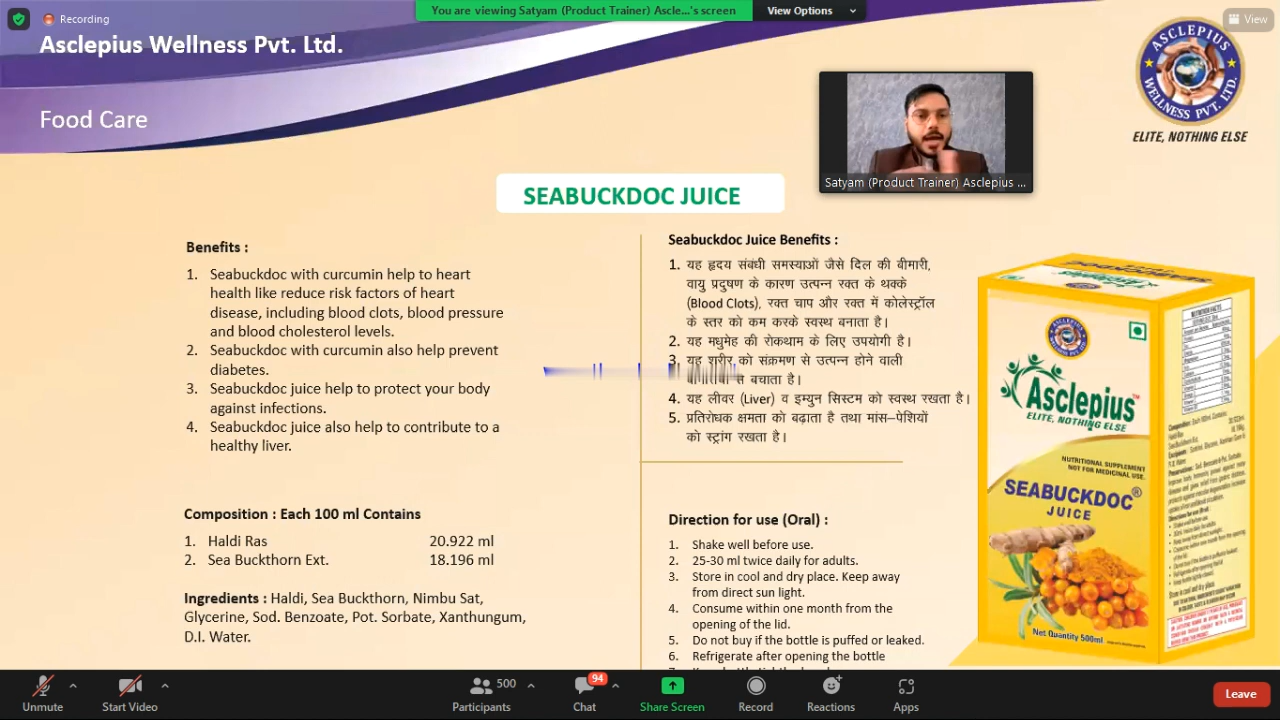 Recording
You are viewing Satyam (Product Trainer) Ascle...'s screen
View Options
View
Asclepius Wellness Pvt. Ltd.
Food Care
ASCLEPIUS
WELLNESS PVT. LTD.
ELITE, NOTHING ELSE
Satyam (Product Trainer) Asclepius ...
SEABUCKDOC JUICE
Benefits :
1. Seabuckdoc with curcumin help to heart
health like reduce risk factors of heart
disease, including blood clots, blood pressure
and blood cholesterol levels.
2. Seabuckdoc with curcumin also help prevent
diabetes.
3. Seabuckdoc juice help to protect your body
against infections.
4. Seabuckdoc juice also help to contribute to a
healthy liver.
Composition : Each 100 ml Contains
1. Haldi Ras 20.922 ml
2. Sea Buckthorn Ext. 18.196 ml
Ingredients : Haldi, Sea Buckthorn, Nimbu Sat,
Glycerine, Sod. Benzoate, Pot. Sorbate, Xanthungum,
D.I. Water.
Seabuckdoc Juice Benefits :
1. यह हृदय संबंधी समस्याओं जैसे दिल की बीमारी,
वायु प्रदुषण के कारण उत्पन्न रक्त के थक्के
(Blood Clots), रक्त चाप और रक्त में कोलेस्ट्रॉल
के स्तर को कम करके स्वस्थ बनाता है।
2. यह मधुमेह की रोकथाम के लिए उपयोगी है।
3. यह शरीर को संक्रमण से उत्पन्न होने वाली
से बचाता है।
4. यह लीवर (Liver) व इम्युन सिस्टम को स्वस्थ रखता है।
5. प्रतिरोधक क्षमता को बढ़ाता है तथा मांस–पेशियों
को स्ट्रांग रखता है।
Direction for use (Oral) :
1. Shake well before use.
2. 25-30 ml twice daily for adults.
3. Store in cool and dry place. Keep away
from direct sun light.
4. Consume within one month from the
opening of the lid.
5. Do not buy if the bottle is puffed or leaked.
6. Refrigerate after opening the bottle
Asclepius
ELITE, NOTHING ELSE
NUTRITIONAL SUPPLEMENT
NOT FOR MEDICINAL USE.
SEABUCKDOC®
JUICE
Net Quantity 500ml
Unmute
Start Video
500
Participants
94
Chat
Share Screen
Record
Reactions
Apps
Leave